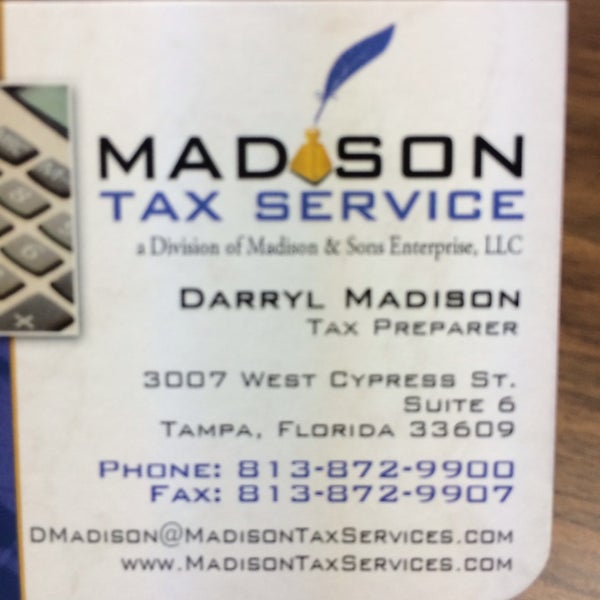 MADISON
TAX SERVICE
a Division of Madison & Sons Enterprise, LLC
DARRYL MADISON
TAX PREPARER
3007 WEST CYPRESS ST.
SUITE 6
TAMPA, FLORIDA 33609
PHONE: 813-872-9900
FAX: 813-872-9907
DMADISON@MADISONTAXSERVICES.COM
WWW.MADISONTAXSERVICES.COM